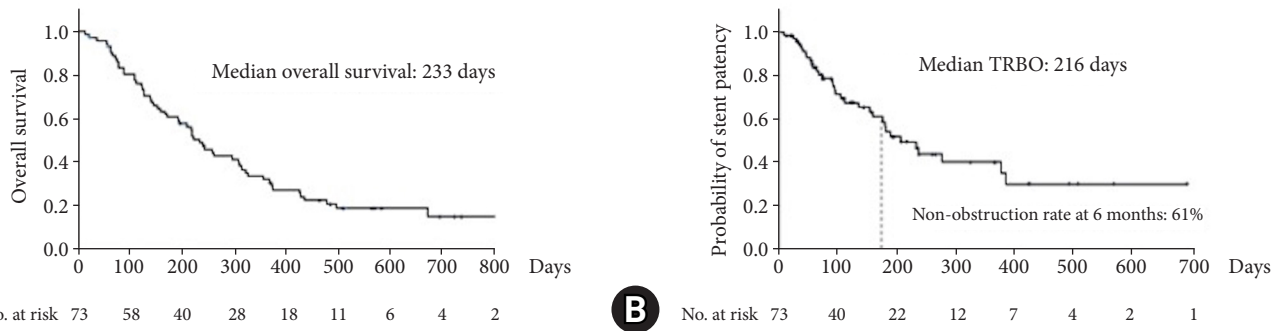 Overall survival
1.0
0.8
0.6
0.4
0.2
0.0
Median overall survival: 233 days
0 100 200 300 400 500 600 700 800 Days
No. at risk 73 58 40 28 18 11 6 4 2
B
Probability of stent patency
1.0
0.8
0.6
0.4
0.2
0.0
Median TRBO: 216 days
Non-obstruction rate at 6 months: 61%
0 100 200 300 400 500 600 700 Days
No. at risk 73 40 22 12 7 4 2 1